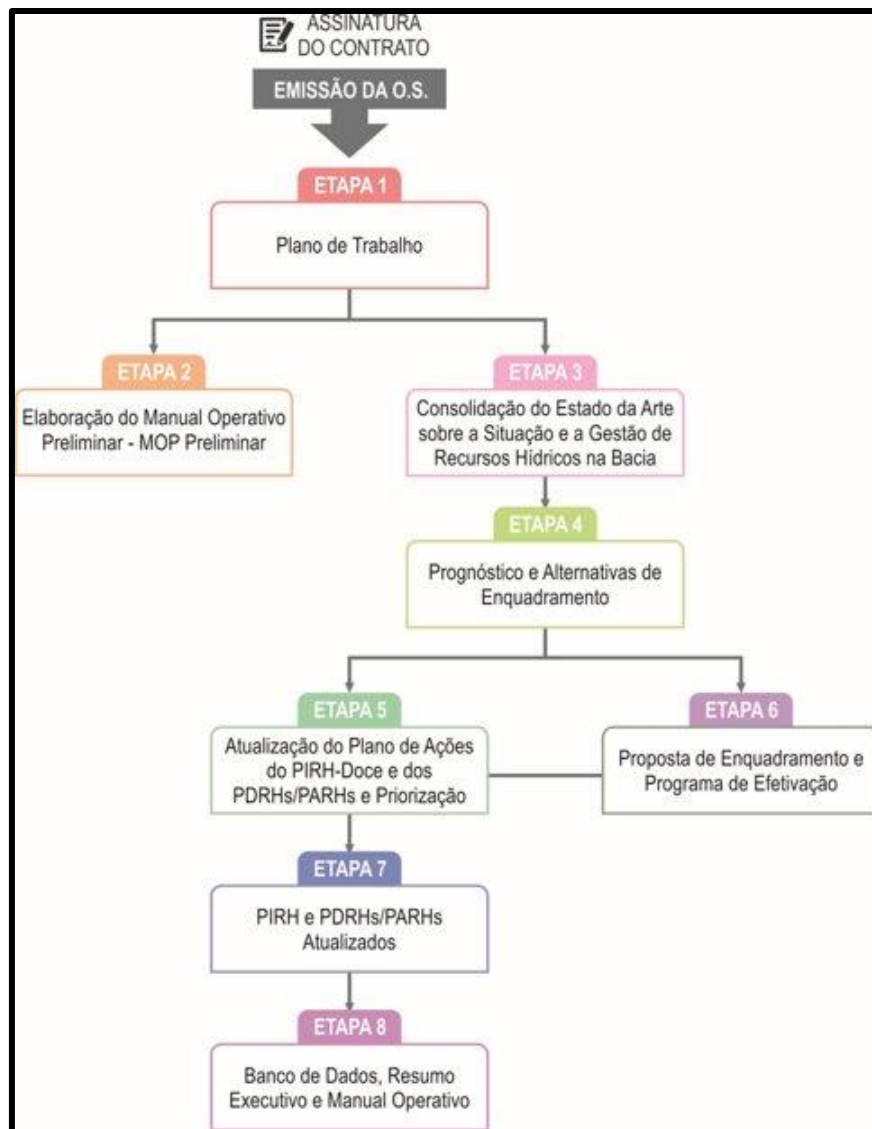 ASSINATURA
DO CONTRATO
EMISSÃO DA O.S.
ETAPA 1
Plano de Trabalho
ETAPA 2
Elaboração do Manual Operativo
Preliminar - MOP Preliminar
ETAPA 3
Consolidação do Estado da Arte
sobre a Situação e a Gestão de
Recursos Hídricos na Bacia
ETAPA 4
Prognóstico e Alternativas de
Enquadramento
ETAPA 5
Atualização do Plano de Ações
do PIRH-Doce e dos
PDRHs/PARHs e Priorização
ETAPA 6
Proposta de Enquadramento e
Programa de Efetivação
ETAPA 7
PIRH e PDRHs/PARHs
Atualizados
ETAPA 8
Banco de Dados, Resumo
Executivo e Manual Operativo